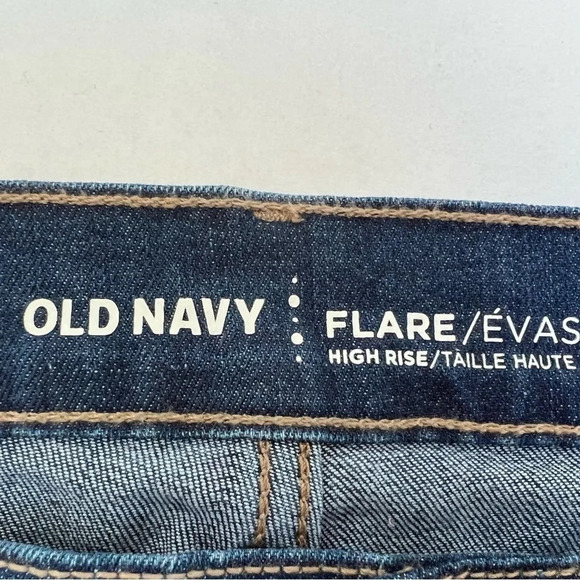 OLD NAVY
FLARE/ÉVAS
HIGH RISE/TAILLE HAUTE